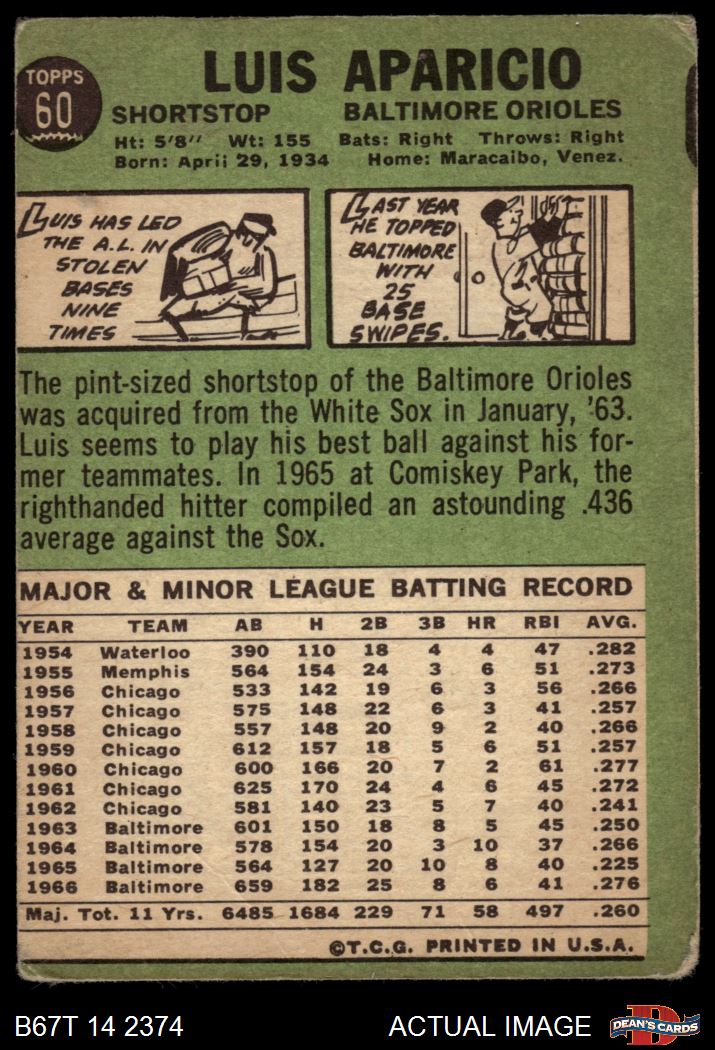 TOPPS
60
LUIS APARICIO
SHORTSTOP BALTIMORE ORIOLES
Ht: 5'8" Wt: 155 Bats: Right Throws: Right
Born: April 29, 1934 Home: Maracaibo, Venez.
LUIS HAS LED
THE A.L. IN
STOLEN
BASES
NINE
TIMES
LAST YEAR
HE TOPPED
BALTIMORE
WITH
25
BASE
SWIPES.
The pint-sized shortstop of the Baltimore Orioles
was acquired from the White Sox in January, '63.
Luis seems to play his best ball against his for-
mer teammates. In 1965 at Comiskey Park, the
righthanded hitter compiled an astounding .436
average against the Sox.
MAJOR & MINOR LEAGUE BATTING RECORD
YEAR TEAM AB H 2B 3B HR RBI AVG.
1954 Waterloo 390 110 18 4 4 47 .282
1955 Memphis 564 154 24 3 6 51 .273
1956 Chicago 533 142 19 6 3 56 .266
1957 Chicago 575 148 22 6 3 41 .257
1958 Chicago 557 148 20 9 2 40 .266
1959 Chicago 612 157 18 5 6 51 .257
1960 Chicago 600 166 20 7 2 61 .277
1961 Chicago 625 170 24 4 6 45 .272
1962 Chicago 581 140 23 5 7 40 .241
1963 Baltimore 601 150 18 8 5 45 .250
1964 Baltimore 578 154 20 3 10 37 .266
1965 Baltimore 564 127 20 10 8 40 .225
1966 Baltimore 659 182 25 8 6 41 .276
Maj. Tot. 11 Yrs. 6485 1684 229 71 58 497 .260
©T.C.G. PRINTED IN U.S.A.
B67T 14 2374 ACTUAL IMAGE
D
DEAN'S CARDS